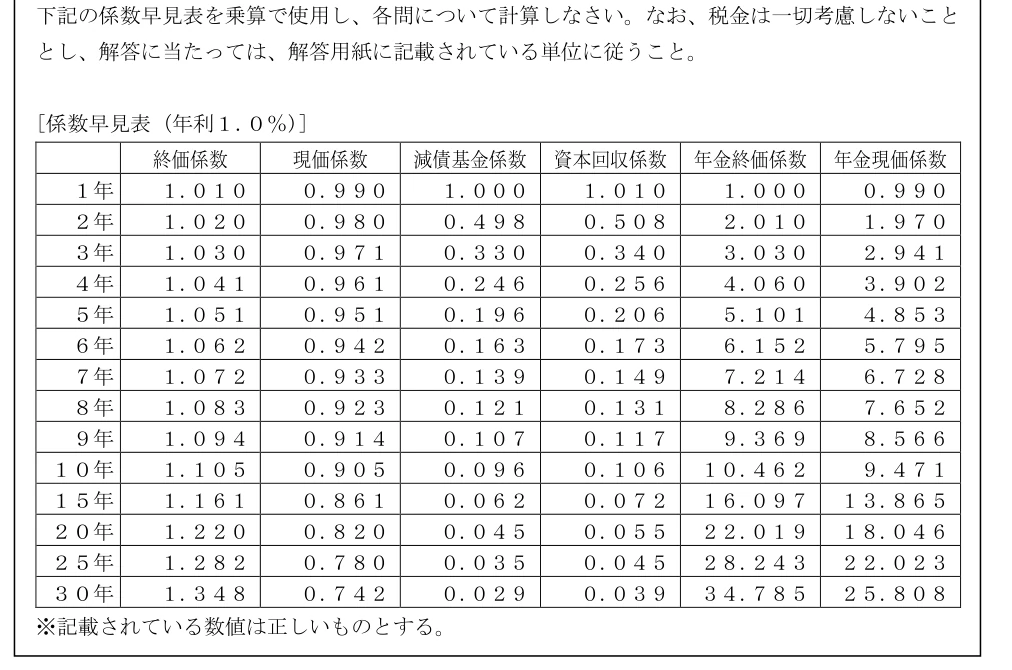 下記の係数早見表を乗算で使用し、各問について計算しなさい。なお、税金は一切考慮しないこと
とし、解答に当たっては、解答用紙に記載されている単位に従うこと。
[係数早見表（年利１．０％）]
終価係数 現価係数 減債基金係数 資本回収係数 年金終価係数 年金現価係数
１年 １．０１０ ０．９９０ １．０００ １．０１０ １．０００ ０．９９０
２年 １．０２０ ０．９８０ ０．４９８ ０．５０８ ２．０１０ １．９７０
３年 １．０３０ ０．９７１ ０．３３０ ０．３４０ ３．０３０ ２．９４１
４年 １．０４１ ０．９６１ ０．２４６ ０．２５６ ４．０６０ ３．９０２
５年 １．０５１ ０．９５１ ０．１９６ ０．２０６ ５．１０１ ４．８５３
６年 １．０６２ ０．９４２ ０．１６３ ０．１７３ ６．１５２ ５．７９５
７年 １．０７２ ０．９３３ ０．１３９ ０．１４９ ７．２１４ ６．７２８
８年 １．０８３ ０．９２３ ０．１２１ ０．１３１ ８．２８６ ７．６５２
９年 １．０９４ ０．９１４ ０．１０７ ０．１１７ ９．３６９ ８．５６６
１０年 １．１０５ ０．９０５ ０．０９６ ０．１０６ １０．４６２ ９．４７１
１５年 １．１６１ ０．８６１ ０．０６２ ０．０７２ １６．０９７ １３．８６５
２０年 １．２２０ ０．８２０ ０．０４５ ０．０５５ ２２．０１９ １８．０４６
２５年 １．２８２ ０．７８０ ０．０３５ ０．０４５ ２８．２４３ ２２．０２３
３０年 １．３４８ ０．７４２ ０．０２９ ０．０３９ ３４．７８５ ２５．８０８
※記載されている数値は正しいものとする。